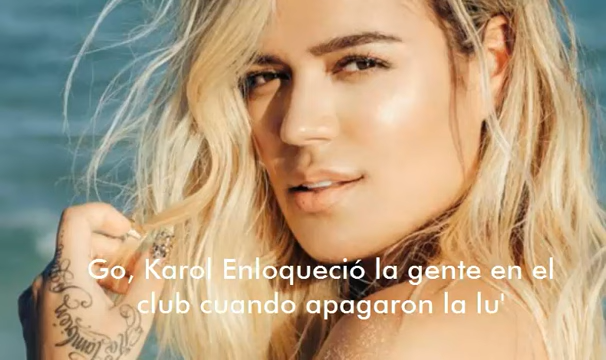 Go, Karol Enloqueció la gente en el
club cuando apagaron la lu'